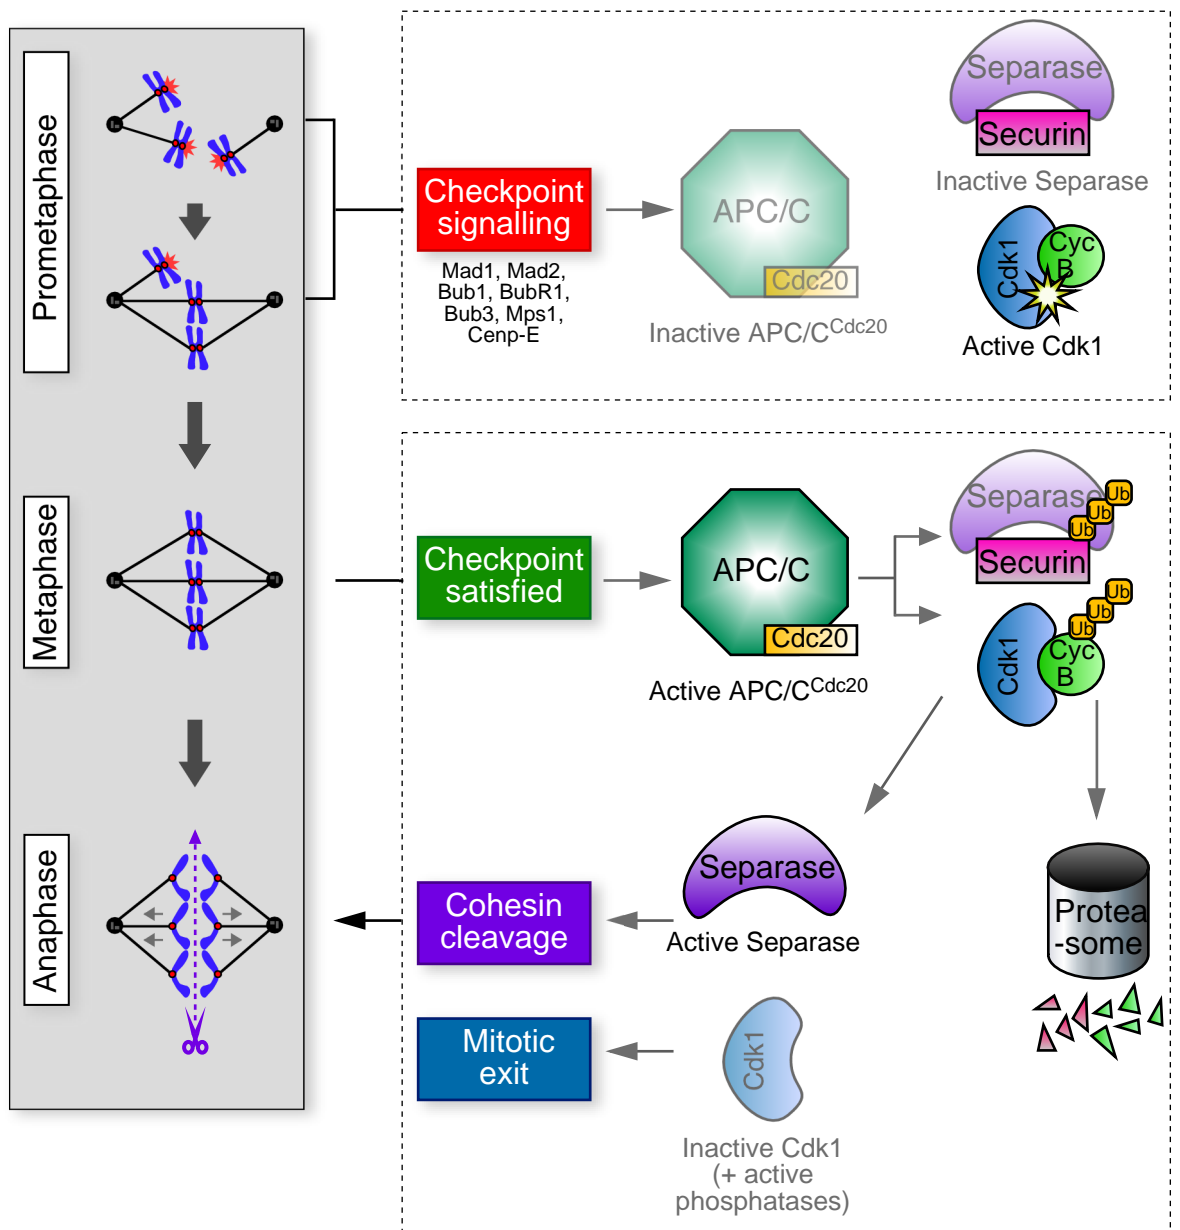 Prometaphase
Metaphase
Anaphase
Checkpoint
signalling
Mad1, Mad2,
Bub1, BubR1,
Bub3, Mps1,
Cenp-E
APC/C
Cdc20
Inactive APC/CCdc20
Separase
Securin
Inactive Separase
Cdk1
Cyc
B
Active Cdk1
Checkpoint
satisfied
APC/C
Cdc20
Active APC/CCdc20
Separase
Ub
Ub
Ub
Securin
Cdk1
Cyc
B
Ub
Ub
Ub
Cohesin
cleavage
Separase
Active Separase
Protea
-some
Mitotic
exit
Cdk1
Inactive Cdk1
(+ active
phosphatases)